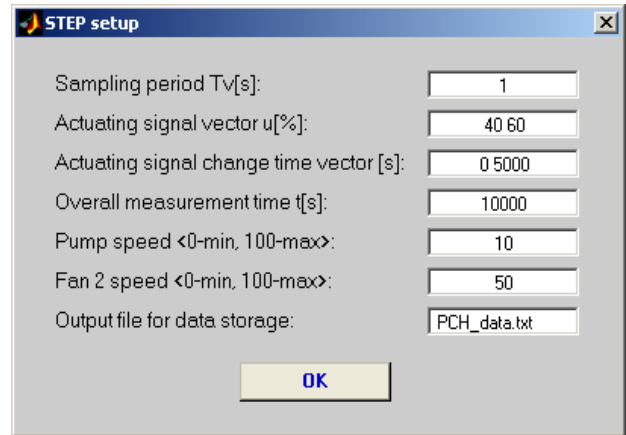 STEP setup
Sampling period Tv[s]: 1
Actuating signal vector u[%]: 40 60
Actuating signal change time vector [s]: 0 5000
Overall measurement time t[s]: 10000
Pump speed <0-min, 100-max>: 10
Fan 2 speed <0-min, 100-max>: 50
Output file for data storage: PCH_data.txt
OK